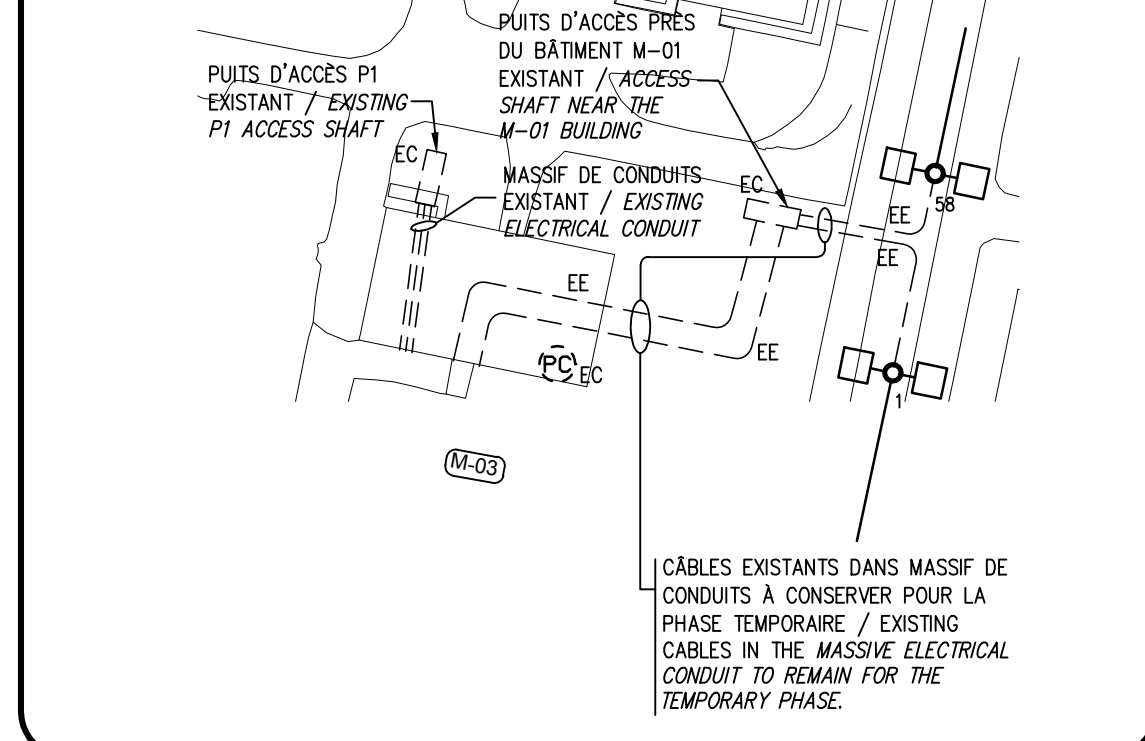 PUITS D'ACCÈS PRÈS
DU BÂTIMENT M-01
EXISTANT / ACCESS
SHAFT NEAR THE
M-01 BUILDING
PUITS D'ACCÈS P1
EXISTANT / EXISTING
P1 ACCESS SHAFT
EC
MASSIF DE CONDUITS
EXISTANT / EXISTING
ELECTRICAL CONDUIT
EC
58
EE
EE
EE
EE
PC
EC
1
M-03
CÂBLES EXISTANTS DANS MASSIF DE
CONDUITS À CONSERVER POUR LA
PHASE TEMPORAIRE / EXISTING
CABLES IN THE MASSIVE ELECTRICAL
CONDUIT TO REMAIN FOR THE
TEMPORARY PHASE.